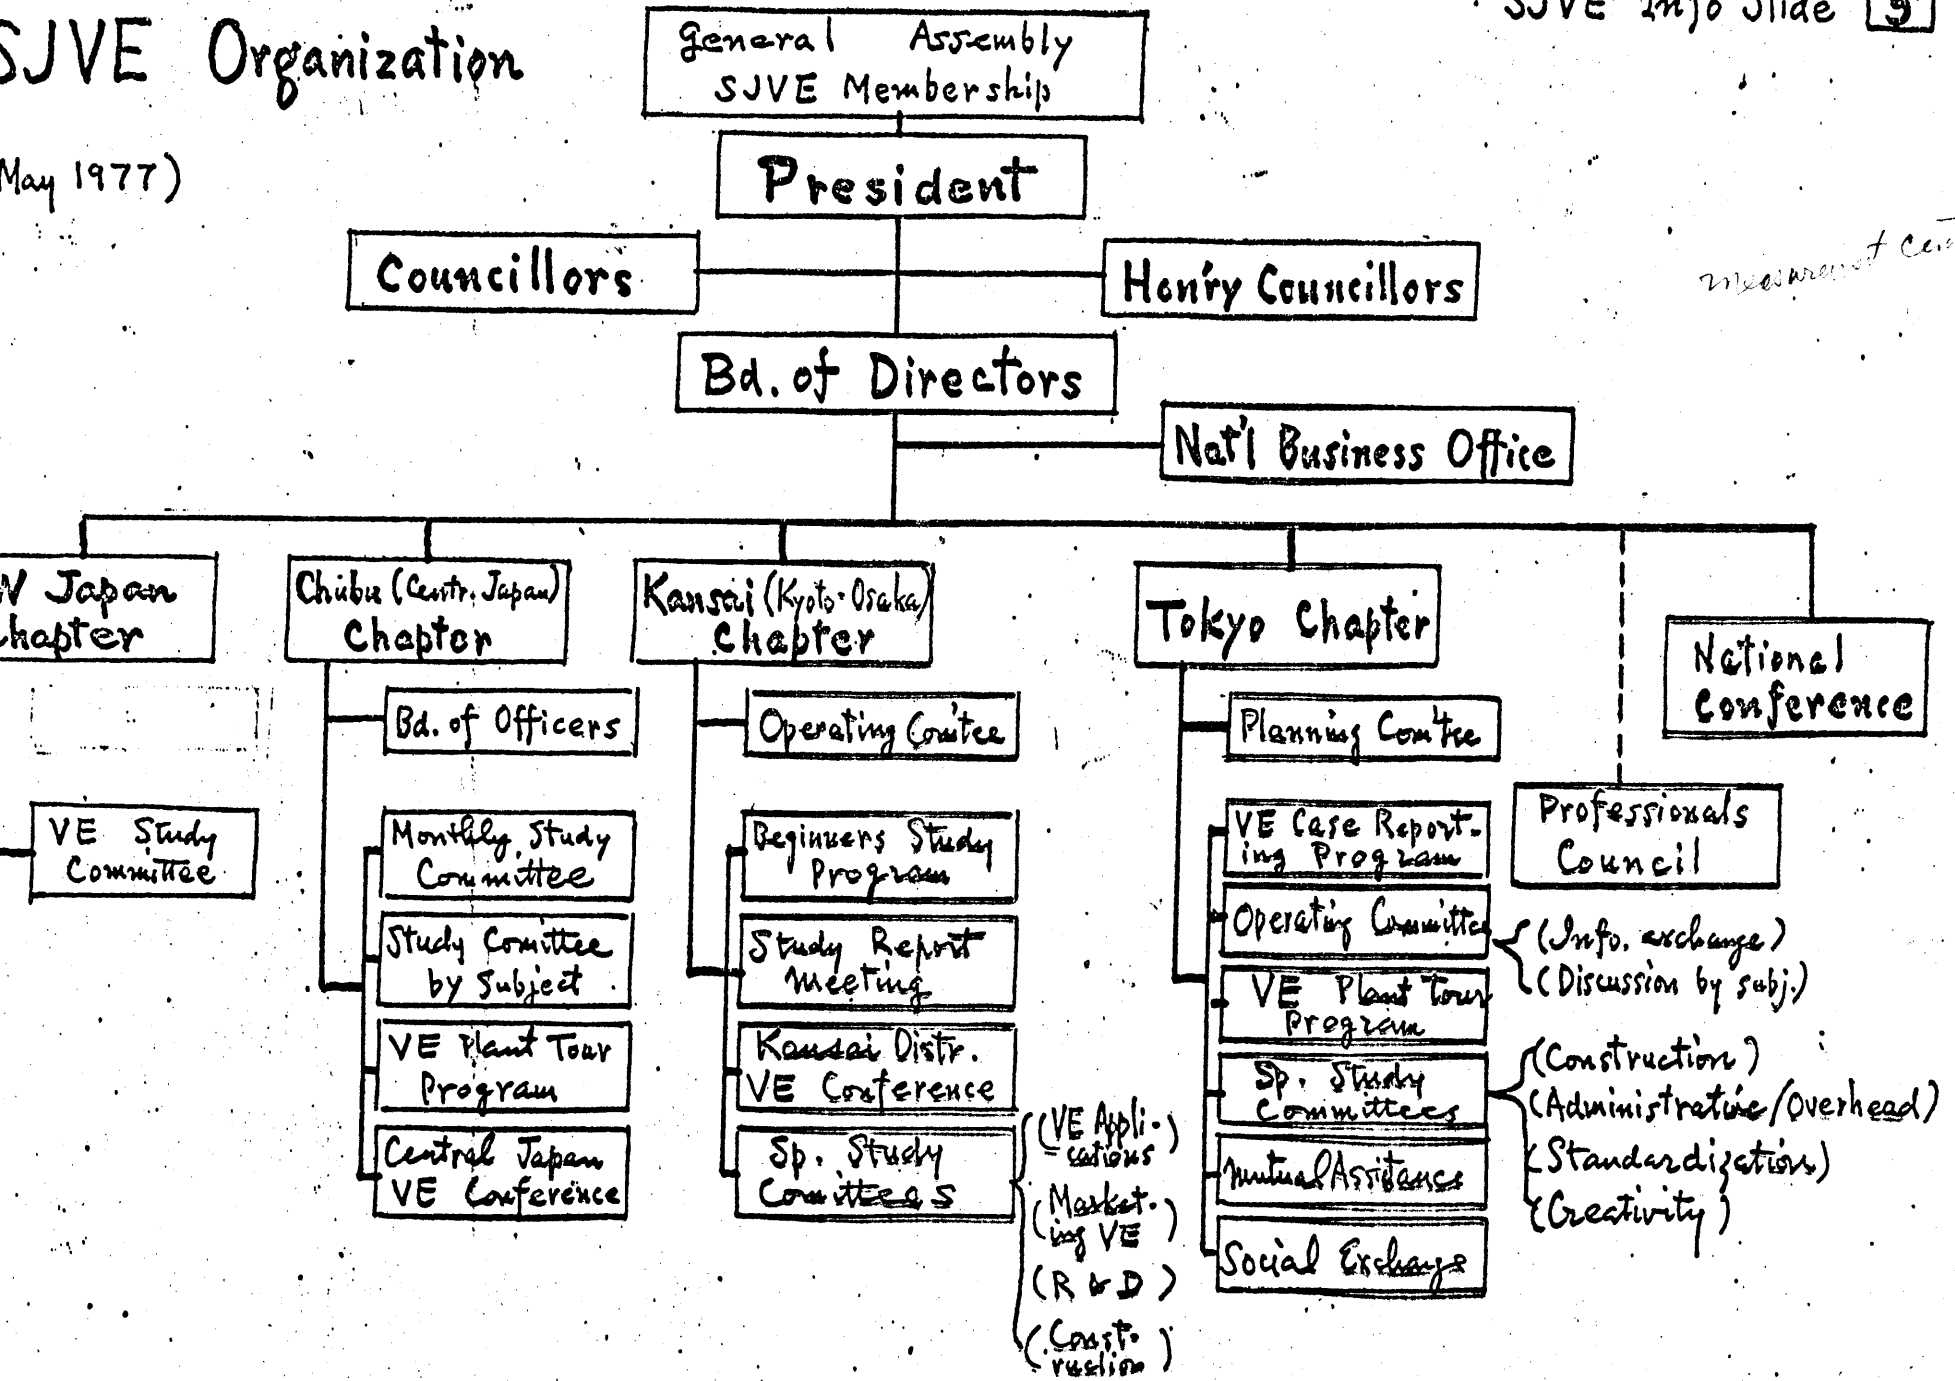 SJVE Organization
SJVE Info Slide 9
May 1977)
General Assembly
SJVE Membership
President
Councillors
Hon'ry Councillors
Bd. of Directors
Nat'l Business Office
W Japan
Chapter
Chubu (Centr. Japan)
Chapter
Kansai (Kyoto-Osaka)
Chapter
Tokyo Chapter
National
Conference
Professionals
Council
VE Study
Committee
Bd. of Officers
Monthly Study
Committee
Study Comittee
by Subject
VE Plant Tour
Program
Central Japan
VE Conference
Operating Com'tee
Beginners Study
Program
Study Report
Meeting
Kansai Distr.
VE Conference
Sp. Study
Comittees
(VE Appli-
cations)
(Market-
ing VE)
(R & D)
(Const-
ruction)
Planning Com'tee
VE Case Report-
ing Program
Operating Committee
(Info. exchange)
(Discussion by subj.)
VE Plant Tour
Program
Sp. Study
Committees
(Construction)
(Administrative/Overhead)
(Standardization)
(Creativity)
Mutual Assitance
Social Exchange